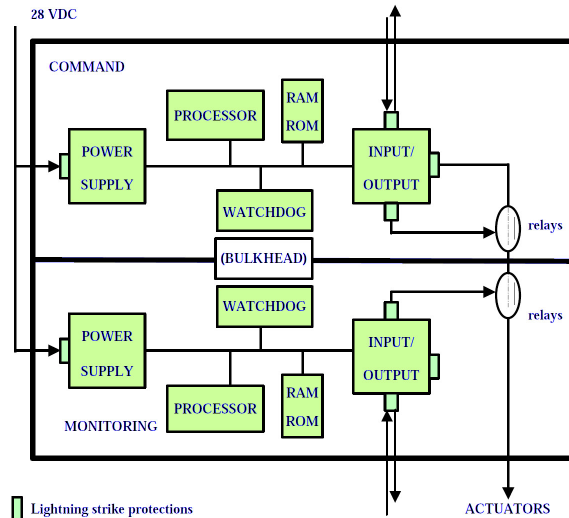 28 VDC
COMMAND
PROCESSOR
RAM
ROM
POWER
SUPPLY
INPUT/
OUTPUT
WATCHDOG
relays
(BULKHEAD)
WATCHDOG
relays
POWER
SUPPLY
INPUT/
OUTPUT
PROCESSOR
RAM
ROM
MONITORING
Lightning strike protections
ACTUATORS